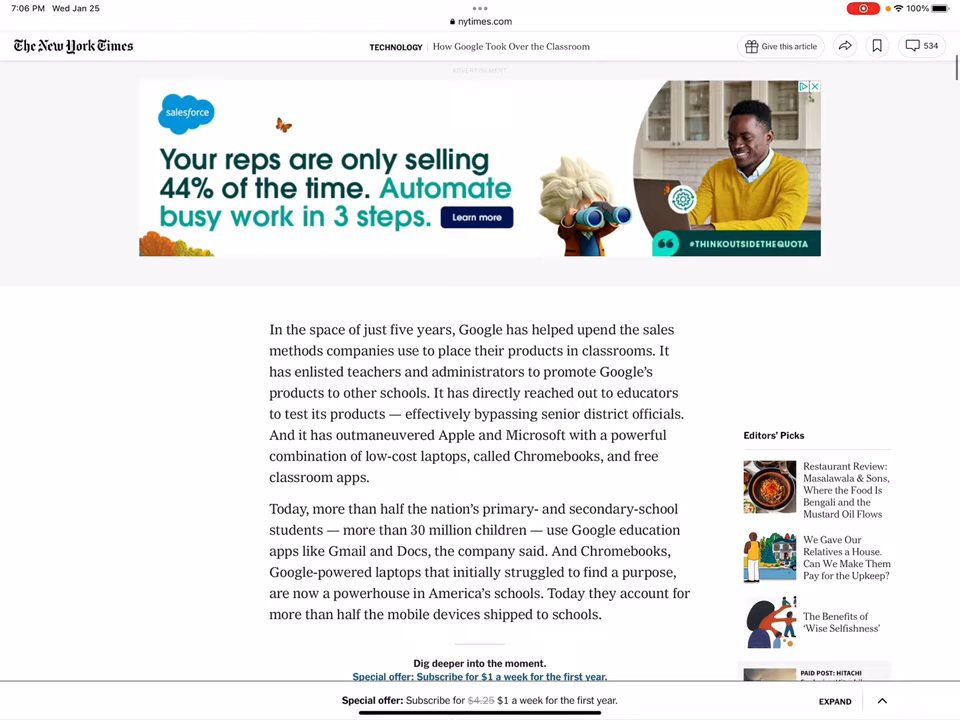 7:06 PM Wed Jan 25
100%
nytimes.com
The New York Times
TECHNOLOGY | How Google Took Over the Classroom
Give this article
534
ADVERTISEMENT
salesforce
Your reps are only selling
44% of the time. Automate
busy work in 3 steps. Learn more
#THINKOUTSIDETHEQUOTA
In the space of just five years, Google has helped upend the sales
methods companies use to place their products in classrooms. It
has enlisted teachers and administrators to promote Google’s
products to other schools. It has directly reached out to educators
to test its products — effectively bypassing senior district officials.
And it has outmaneuvered Apple and Microsoft with a powerful
combination of low-cost laptops, called Chromebooks, and free
classroom apps.
Today, more than half the nation’s primary- and secondary-school
students — more than 30 million children — use Google education
apps like Gmail and Docs, the company said. And Chromebooks,
Google-powered laptops that initially struggled to find a purpose,
are now a powerhouse in America’s schools. Today they account for
more than half the mobile devices shipped to schools.
Dig deeper into the moment.
Special offer: Subscribe for $1 a week for the first year.
Editors’ Picks
Restaurant Review:
Masalawala & Sons,
Where the Food Is
Bengali and the
Mustard Oil Flows
We Gave Our
Relatives a House.
Can We Make Them
Pay for the Upkeep?
The Benefits of
‘Wise Selfishness’
PAID POST: HITACHI
Special offer: Subscribe for $4.25 $1 a week for the first year.
EXPAND